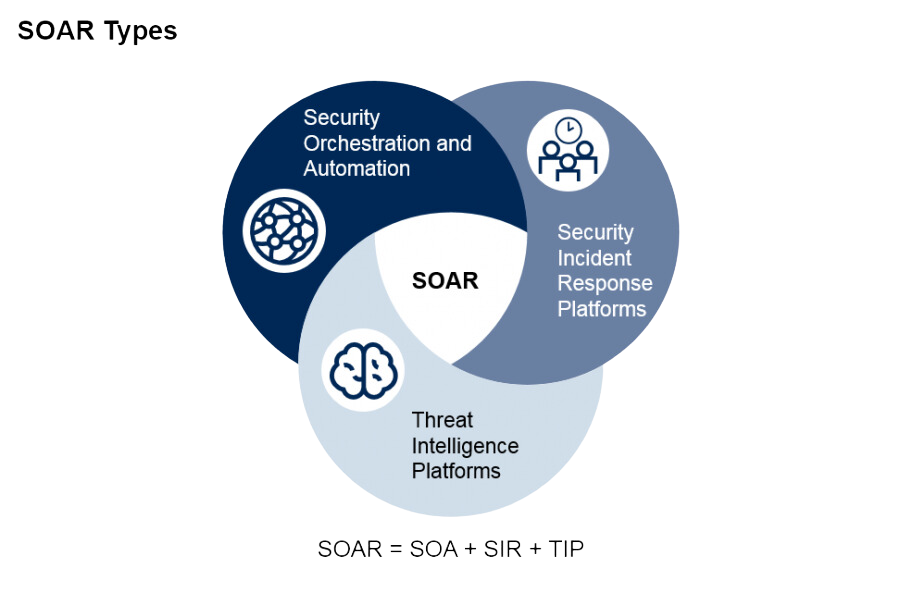 SOAR Types
Security
Orchestration and
Automation
Security
Incident
Response
Platforms
SOAR
Threat
Intelligence
Platforms
SOAR = SOA + SIR + TIP